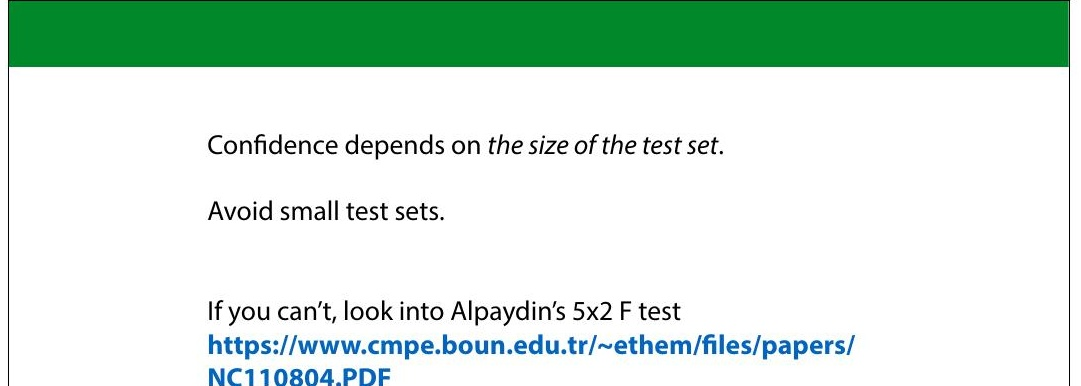 Confidence depends on the size of the test set.
Avoid small test sets.
If you can’t, look into Alpaydin’s 5x2 F test
https://www.cmpe.boun.edu.tr/~ethem/files/papers/
NC110804.PDF